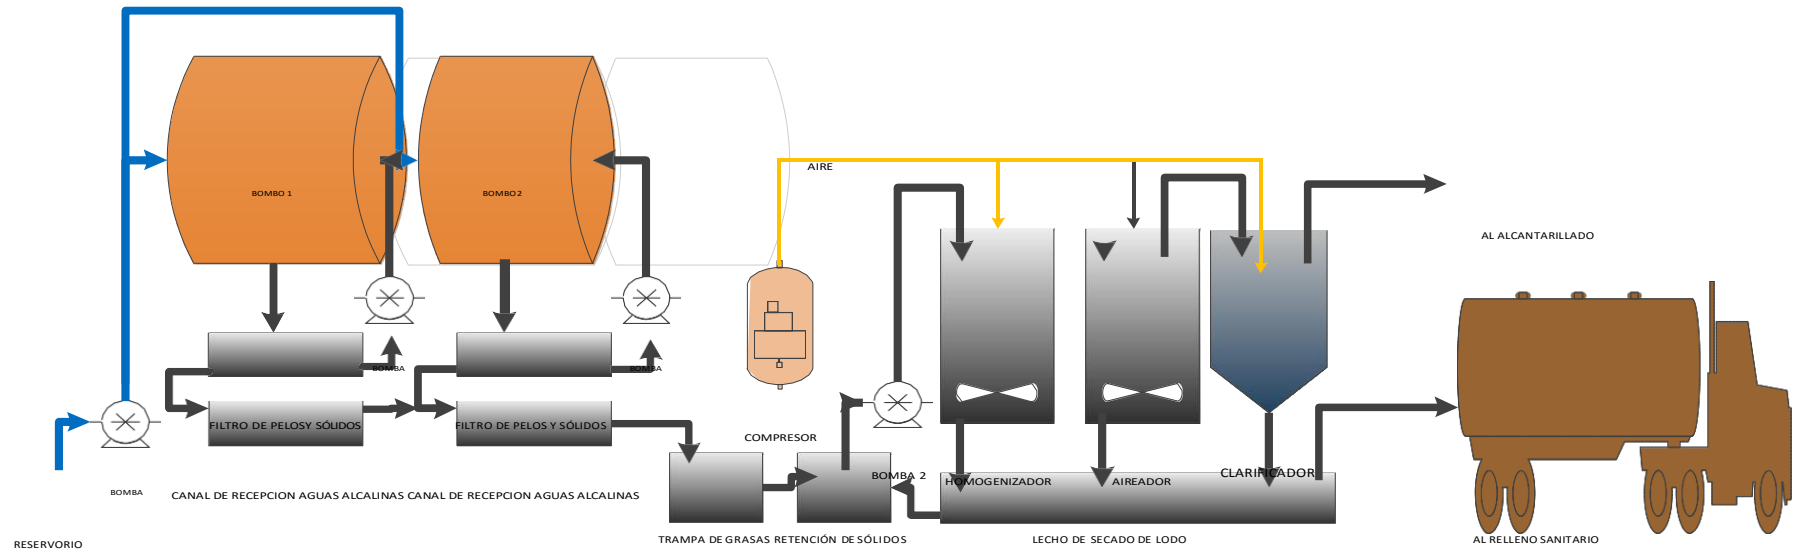 AIRE
BOMBO 1
BOMBO 2
AL ALCANTARILLADO
BOMBA
BOMBA
FILTRO DE PELOS Y SÓLIDOS
FILTRO DE PELOS Y SÓLIDOS
COMPRESOR
BOMBA 2
HOMOGENIZADOR
AIREADOR
CLARIFICADOR
BOMBA
CANAL DE RECEPCION AGUAS ALCALINAS
CANAL DE RECEPCION AGUAS ALCALINAS
RESERVORIO
TRAMPA DE GRASAS
RETENCIÓN DE SÓLIDOS
LECHO DE SECADO DE LODO
AL RELLENO SANITARIO